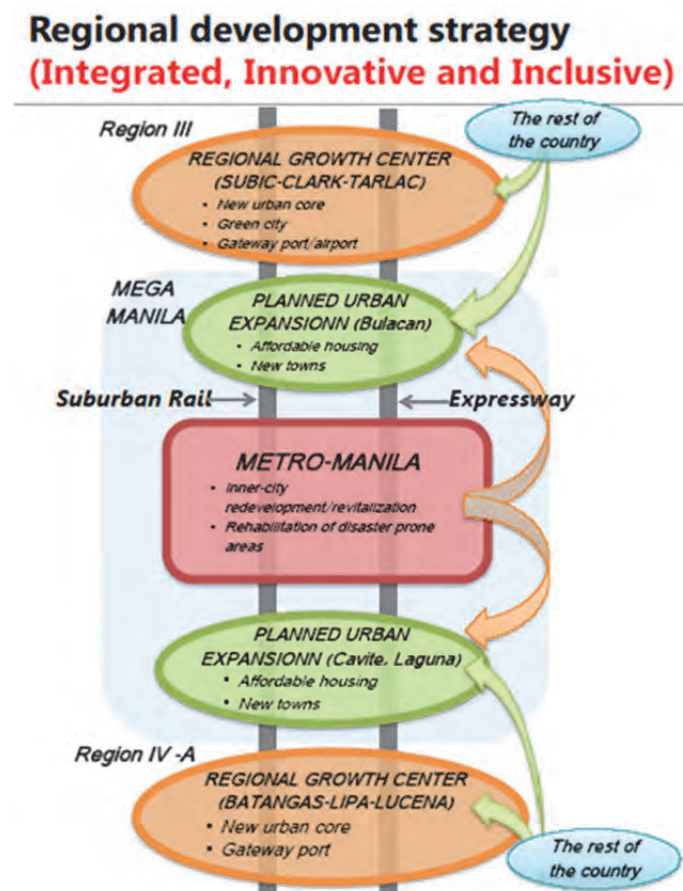 Regional development strategy
(Integrated, Innovative and Inclusive)
Region III
The rest of
the country
REGIONAL GROWTH CENTER
(SUBIC-CLARK-TARLAC)
• New urban core
• Green city
• Gateway port/airport
MEGA
MANILA
PLANNED URBAN
EXPANSIONN (Bulacan)
• Affordable housing
• New towns
Suburban Rail
Expressway
METRO-MANILA
• Inner-city
redevelopment/revitalization
• Rehabilitation of disaster prone
areas
PLANNED URBAN
EXPANSIONN (Cavite, Laguna)
• Affordable housing
• New towns
Region IV -A
REGIONAL GROWTH CENTER
(BATANGAS-LIPA-LUCENA)
• New urban core
• Gateway port
The rest of
the country